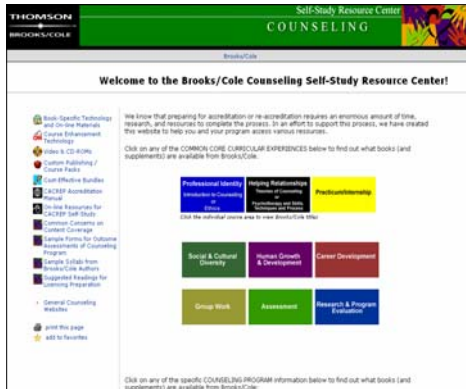 THOMSON
BROOKS/COLE
Self-Study Resource Center
COUNSELING
Brooks/Cole
Welcome to the Brooks/Cole Counseling Self-Study Resource Center!
Book-Specific Technology
and On-line Materials
Course Enhancement
Technology
Video & CD-ROMs
Custom Publishing /
Course Packs
Cost-Effective Bundles
CACREP Accreditation
Manual
On-line Resources for
CACREP Self-Study
Common Concerns on
Content Coverage
Sample Forms for Outcome
Assessments of Counseling
Program
Sample Syllabi from
Brooks/Cole Authors
Suggested Readings for
Licensing Preparation
General Counseling
Websites
print this page
add to favorites
We know that preparing for accreditation or re-accreditation requires an enormous amount of time,
research, and resources to complete the process. In an effort to support this process, we have created
this website to help you and your program access various resources.
Click on any of the COMMON CORE CURRICULAR EXPERIENCES below to find out what books (and
supplements) are available from Brooks/Cole.
Professional Identity
Introduction to Counseling
or
Ethics
Helping Relationships
Theories of Counseling
or
Psychotherapy and Skills,
Techniques and Process
Practicum/Internship
Click the individual course area to view Brooks/Cole titles
Social & Cultural
Diversity
Human Growth
& Development
Career Development
Group Work
Assessment
Research & Program
Evaluation
Click on any of the specific COUNSELING PROGRAM information below to find out what books (and
supplements) are available from Brooks/Cole: